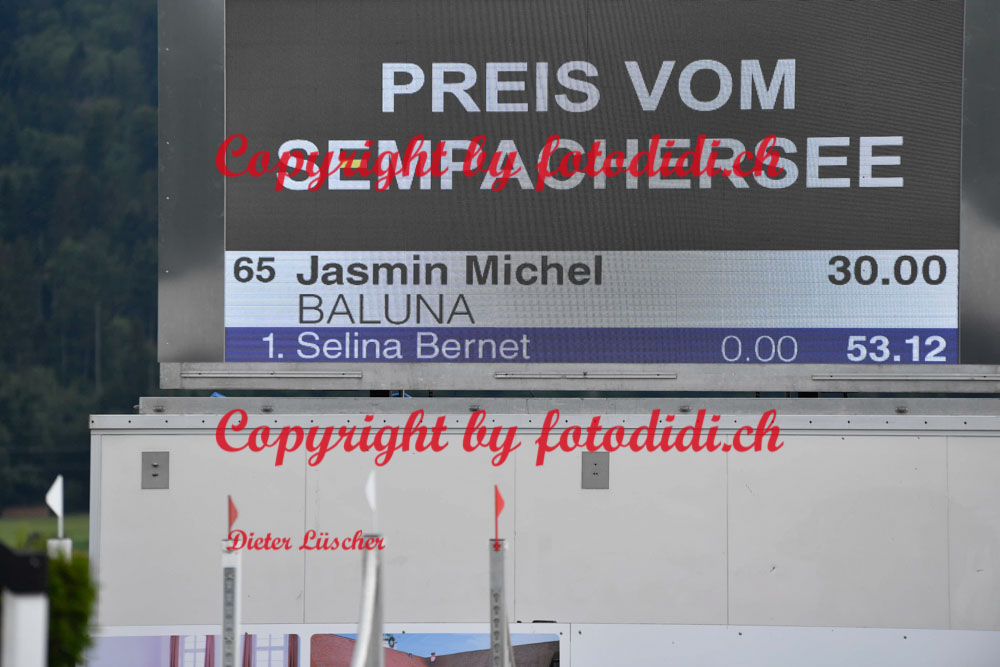 PREIS VOM
SEMPACHERSEE
Copyright by fotodidi.ch
65 Jasmin Michel 30.00
BALUNA
1. Selina Bernet 0.00 53.12
Copyright by fotodidi.ch
Dieter Lüscher